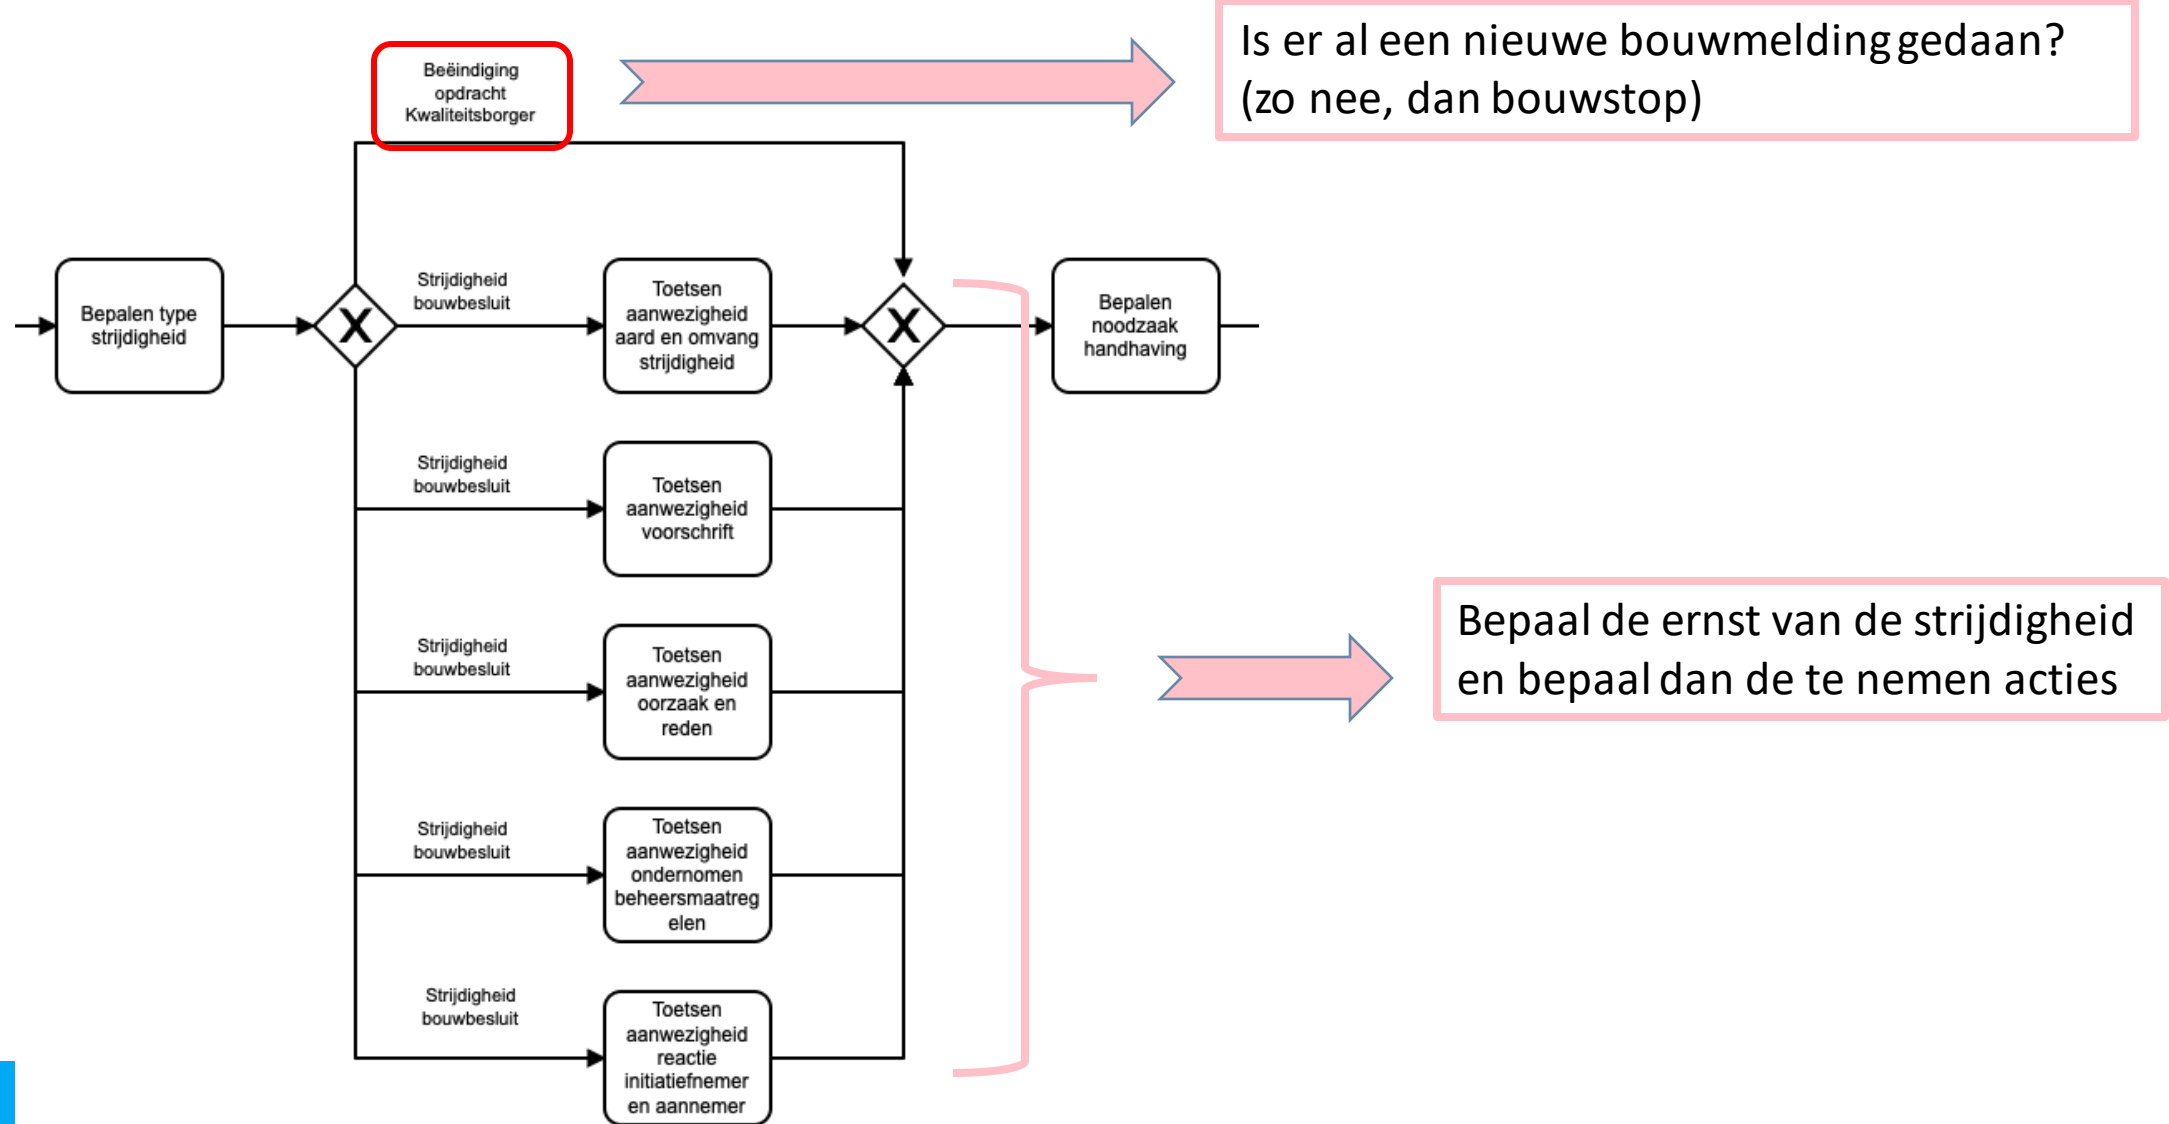 Beëindiging
opdracht
Kwaliteitsborger
Is er al een nieuwe bouwmelding gedaan?
(zo nee, dan bouwstop)
Bepalen type
strijdigheid
X
Strijdigheid
bouwbesluit
Toetsen
aanwezigheid
aard en omvang
strijdigheid
X
Bepalen
noodzaak
handhaving
Strijdigheid
bouwbesluit
Toetsen
aanwezigheid
voorschrift
Strijdigheid
bouwbesluit
Toetsen
aanwezigheid
oorzaak en
reden
Bepaal de ernst van de strijdigheid
en bepaal dan de te nemen acties
Strijdigheid
bouwbesluit
Toetsen
aanwezigheid
ondernomen
beheersmaatreg
elen
Strijdigheid
bouwbesluit
Toetsen
aanwezigheid
reactie
initiatiefnemer
en aannemer